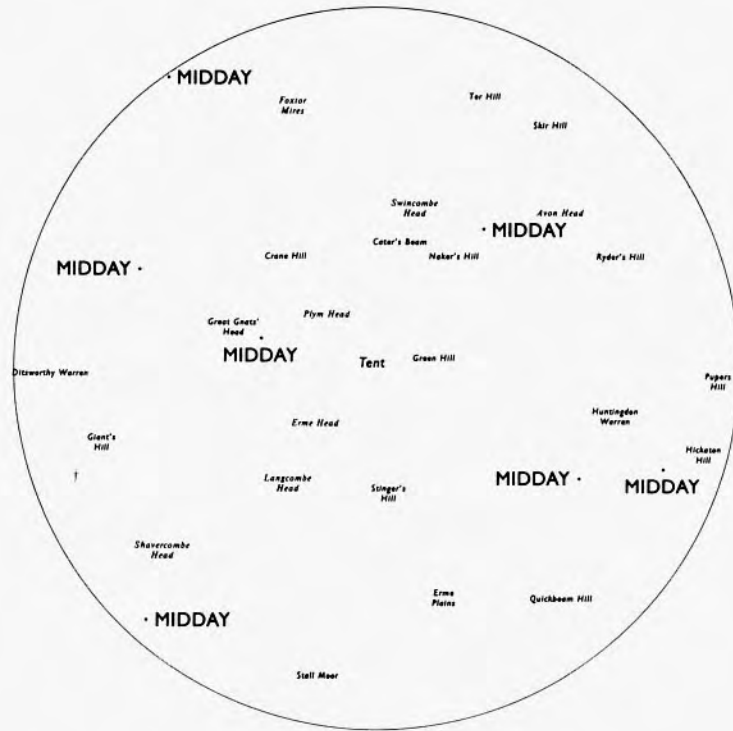 MIDDAY
Foxtor
Mires
Tor Hill
Skir Hill
Swincombe
Head
Avon Head
MIDDAY
Cater's Beam
Naker's Hill
Ryder's Hill
Crane Hill
MIDDAY
Plym Head
Great Gnats'
Head
MIDDAY
Tent
Green Hill
Ditsworthy Warren
Pupers
Hill
Huntingdon
Warren
Erme Head
Giant's
Hill
Hickaton
Hill
†
Langcombe
Head
Stinger's
Hill
MIDDAY
MIDDAY
Shavercombe
Head
Erme
Plains
Quickbeam Hill
MIDDAY
Stall Moor